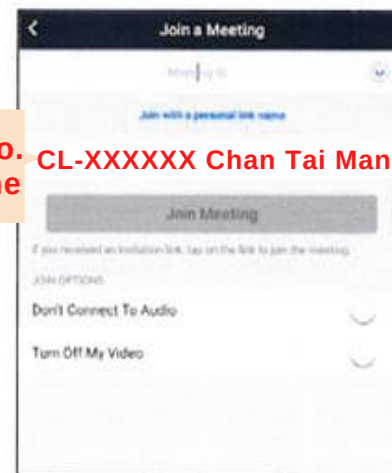 Join a Meeting
Meeting ID
Join with a personal link name
o.
ne
CL-XXXXXX Chan Tai Man
Join Meeting
If you received an invitation link, tap on the link to join the meeting.
JOIN OPTIONS
Don't Connect To Audio
Turn Off My Video